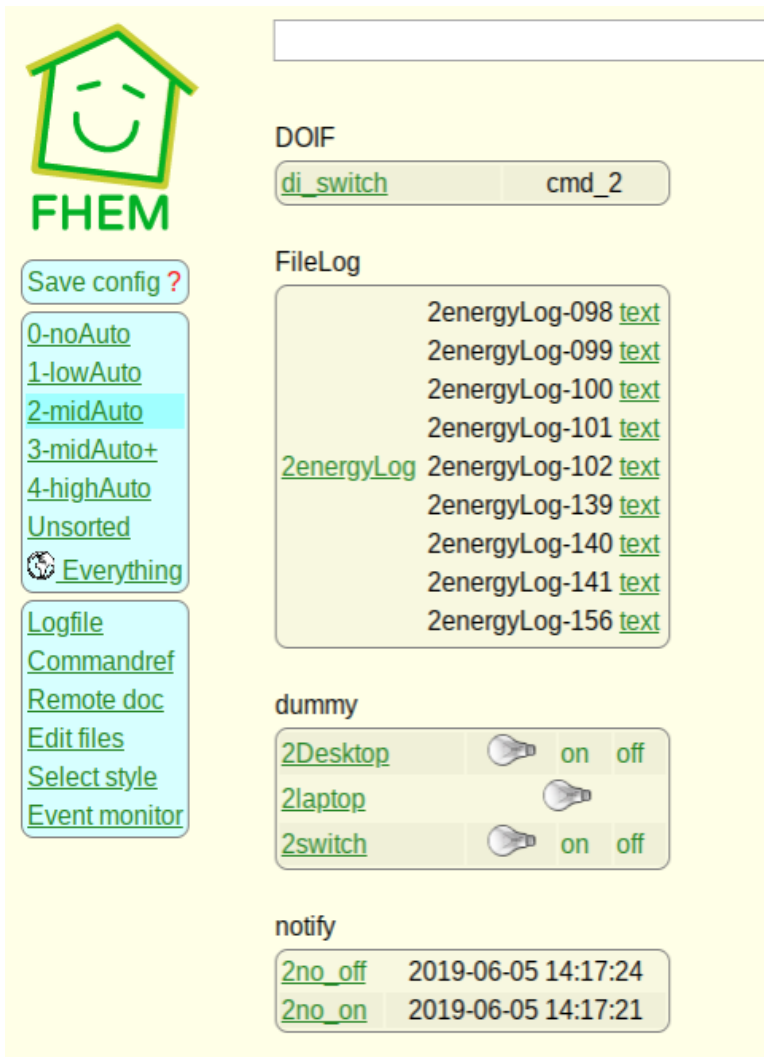 FHEM
Save config ?
0-noAuto
1-lowAuto
2-midAuto
3-midAuto+
4-highAuto
Unsorted
Everything
Logfile
Commandref
Remote doc
Edit files
Select style
Event monitor
DOIF
di_switch cmd_2
FileLog
2energyLog
2energyLog-098 text
2energyLog-099 text
2energyLog-100 text
2energyLog-101 text
2energyLog-102 text
2energyLog-139 text
2energyLog-140 text
2energyLog-141 text
2energyLog-156 text
dummy
2Desktop on off
2laptop
2switch on off
notify
2no_off 2019-06-05 14:17:24
2no_on 2019-06-05 14:17:21